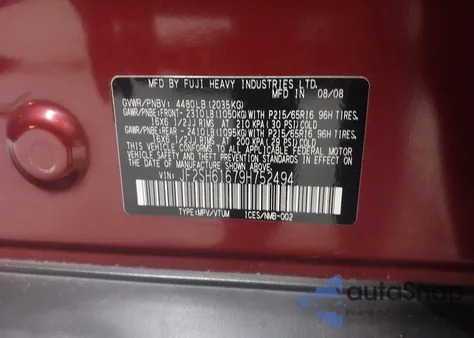 MFD BY FUJI HEAVY INDUSTRIES LTD.
MFD IN 08/08
GVWR/PNBV: 4480LB(2035KG)
GAWR/PNBE:FRONT- 2310LB(1050KG)WITH P215/65R16 96H TIRES,
16X6 1/2JJ RIMS, AT 210 KPA(30 PSI)COLD
GAWR/PNBE:REAR - 2410LB(1095KG)WITH P215/65R16 96H TIRES,
16X6 1/2JJ RIMS, AT 200 KPA(29 PSI)COLD
THIS VEHICLE CONFORMS TO ALL APPLICABLE FEDERAL
MOTOR VEHICLE SAFETY AND THEFT PREVENTION STANDARDS
IN EFFECT ON THE DATE OF MANUFACTURE SHOWN ABOVE.
VIN: JF2SH61679H752494
TYPE:MPV/VTUM ICES/NMB-002
autoSnap